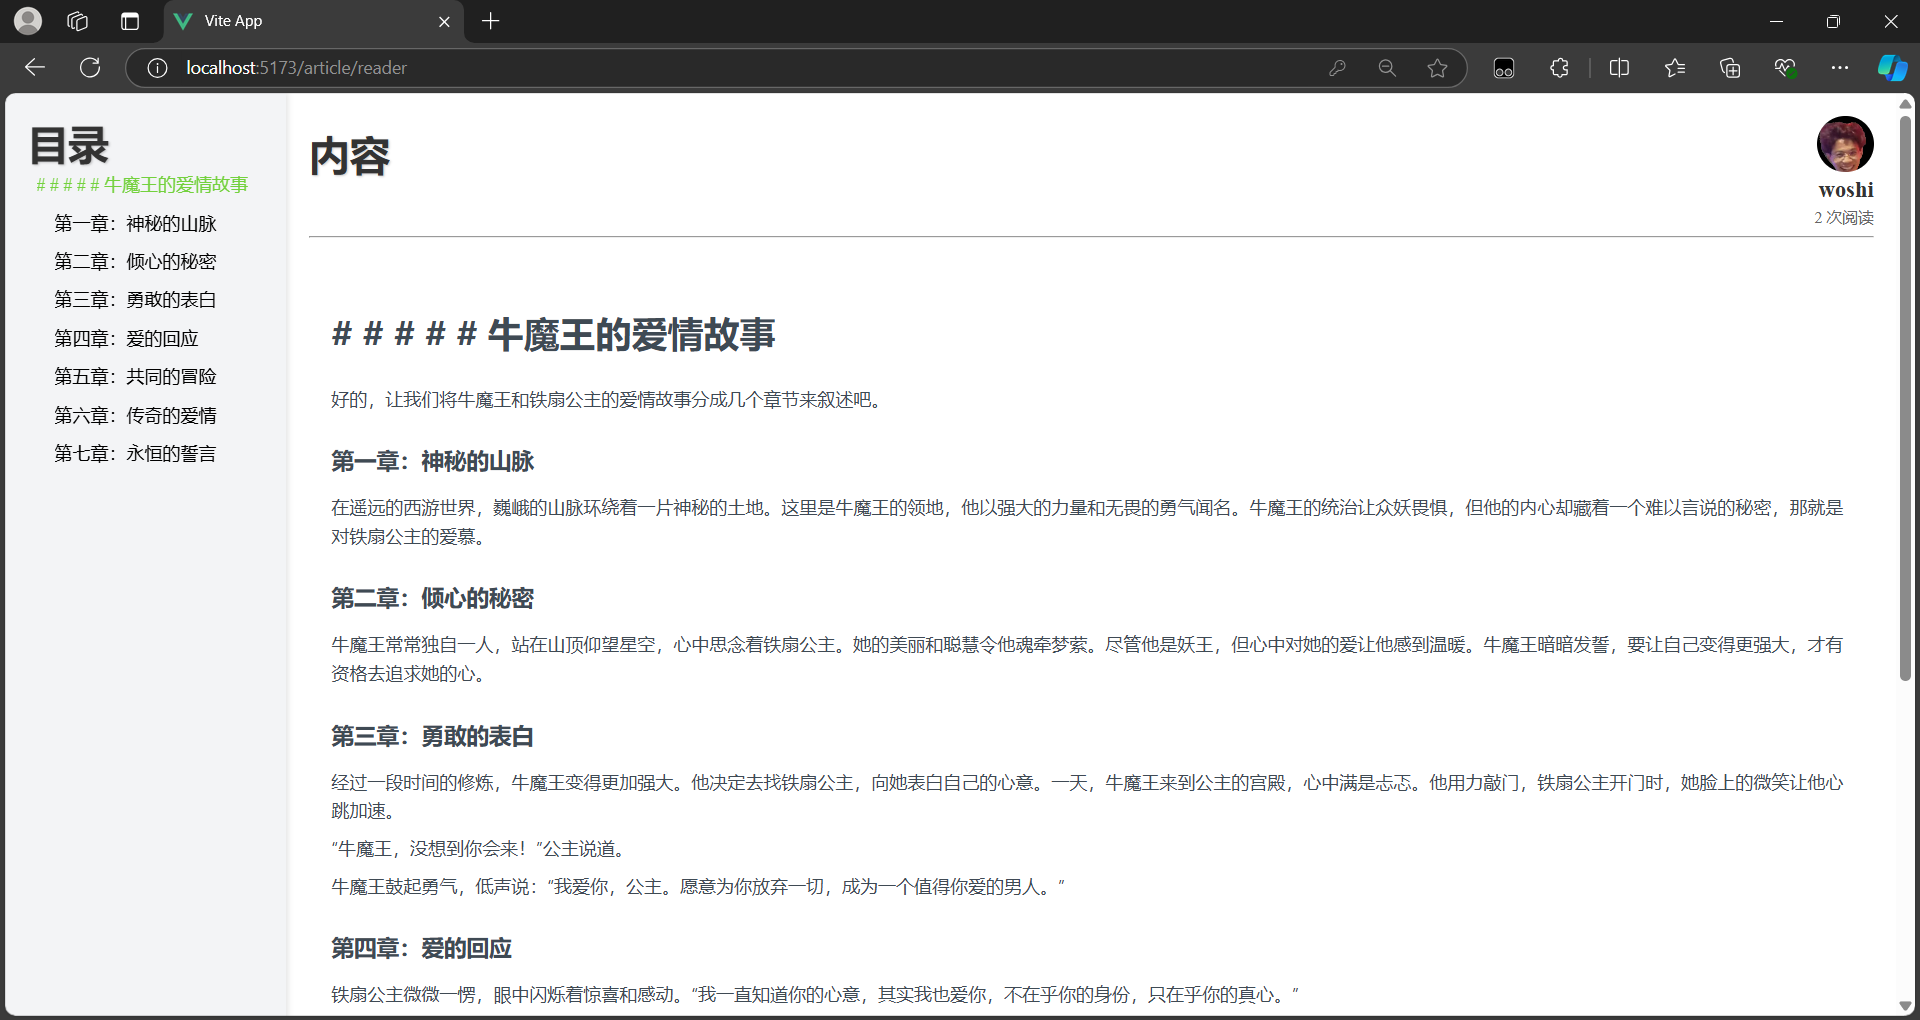 Vite App
localhost:5173/article/reader
目录
# # # # # 牛魔王的爱情故事
第一章：神秘的山脉
第二章：倾心的秘密
第三章：勇敢的表白
第四章：爱的回应
第五章：共同的冒险
第六章：传奇的爱情
第七章：永恒的誓言
内容
woshi
2 次阅读
# # # # # 牛魔王的爱情故事
好的，让我们将牛魔王和铁扇公主的爱情故事分成几个章节来叙述吧。
第一章：神秘的山脉
在遥远的西游世界，巍峨的山脉环绕着一片神秘的土地。这里是牛魔王的领地，他以强大的力量和无畏的勇气闻名。牛魔王的统治让众妖畏惧，但他的内心却藏着一个难以言说的秘密，那就是
对铁扇公主的爱慕。
第二章：倾心的秘密
牛魔王常常独自一人，站在山顶仰望星空，心中思念着铁扇公主。她的美丽和聪慧令他魂牵梦萦。尽管他是妖王，但心中对她的爱让他感到温暖。牛魔王暗暗发誓，要让自己变得更强大，才有
资格去追求她的心。
第三章：勇敢的表白
经过一段时间的修炼，牛魔王变得更加强大。他决定去找铁扇公主，向她表白自己的心意。一天，牛魔王来到公主的宫殿，心中满是忐忑。他用力敲门，铁扇公主开门时，她脸上的微笑让他心
跳加速。
“牛魔王，没想到你会来！”公主说道。
牛魔王鼓起勇气，低声说：“我爱你，公主。愿意为你放弃一切，成为一个值得你爱的男人。”
第四章：爱的回应
铁扇公主微微一愣，眼中闪烁着惊喜和感动。“我一直知道你的心意，其实我也爱你，不在乎你的身份，只在乎你的真心。”